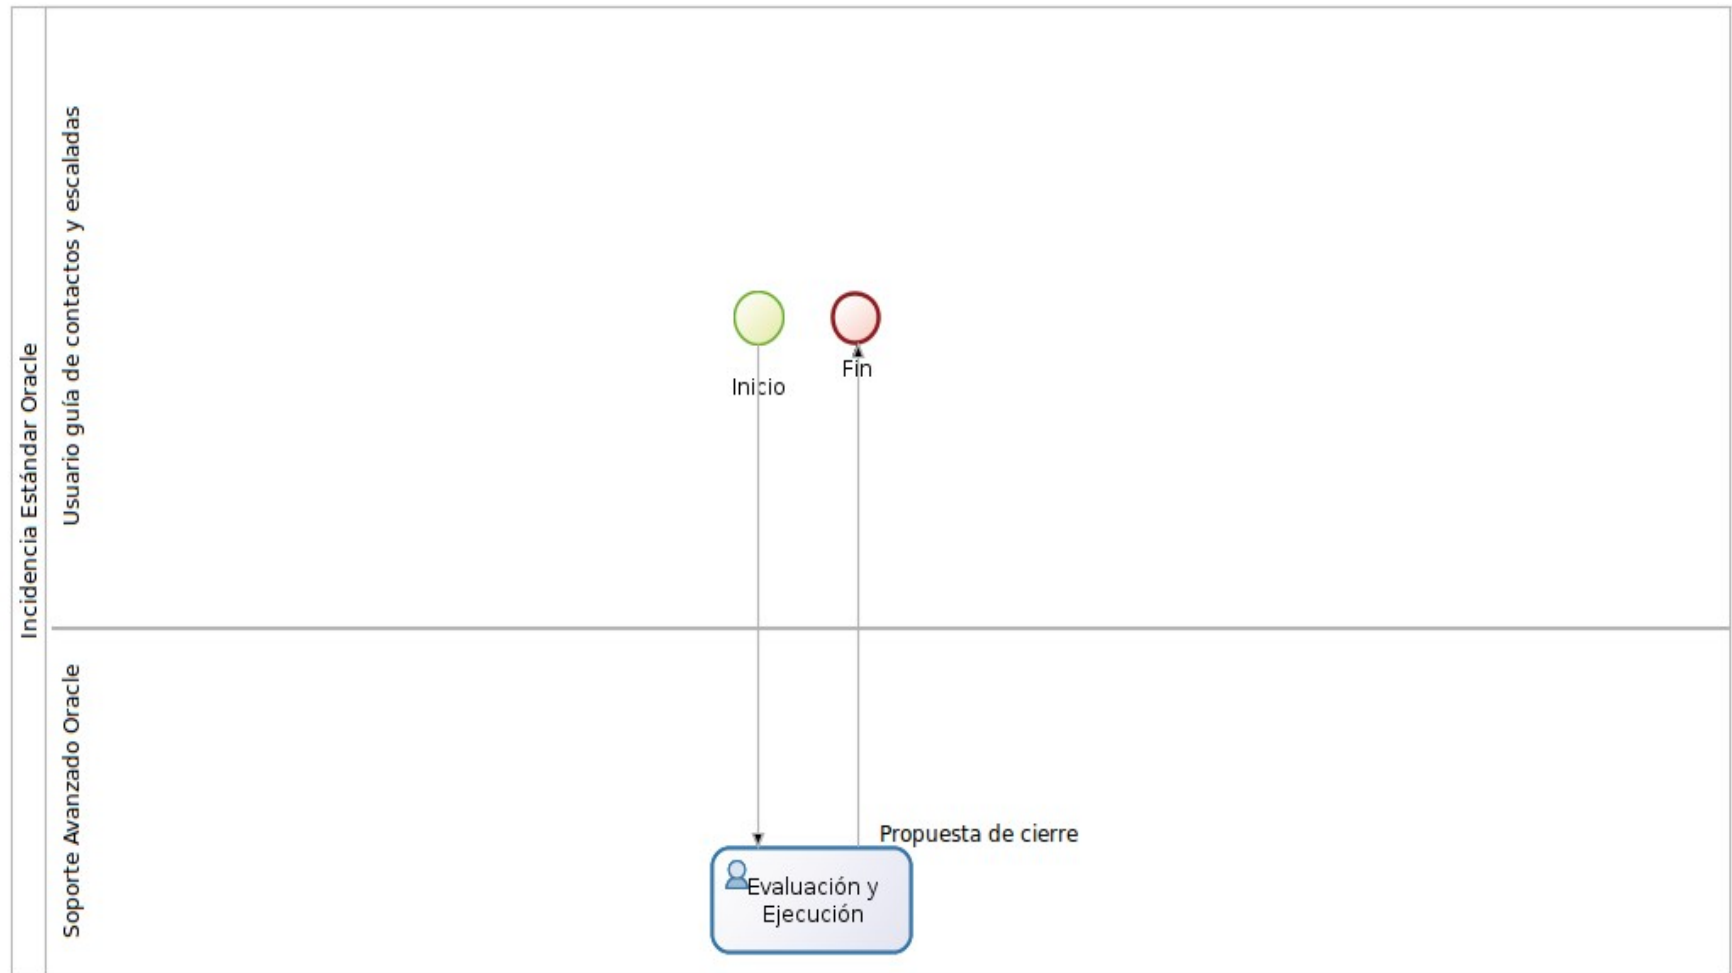 Incidencia Estándar Oracle
Usuario guía de contactos y escaladas
Inicio
Fin
Soporte Avanzado Oracle
Propuesta de cierre
Evaluación y
Ejecución